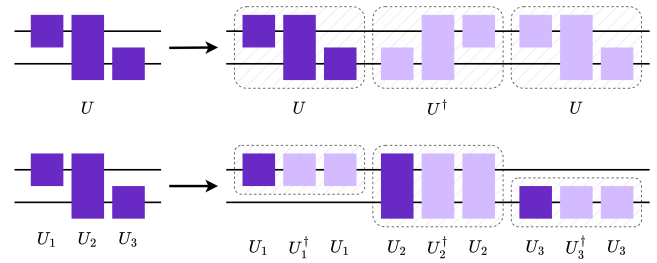 U U U† U
U₁ U₂ U₃ U₁ U₁† U₁ U₂ U₂† U₂ U₃ U₃† U₃